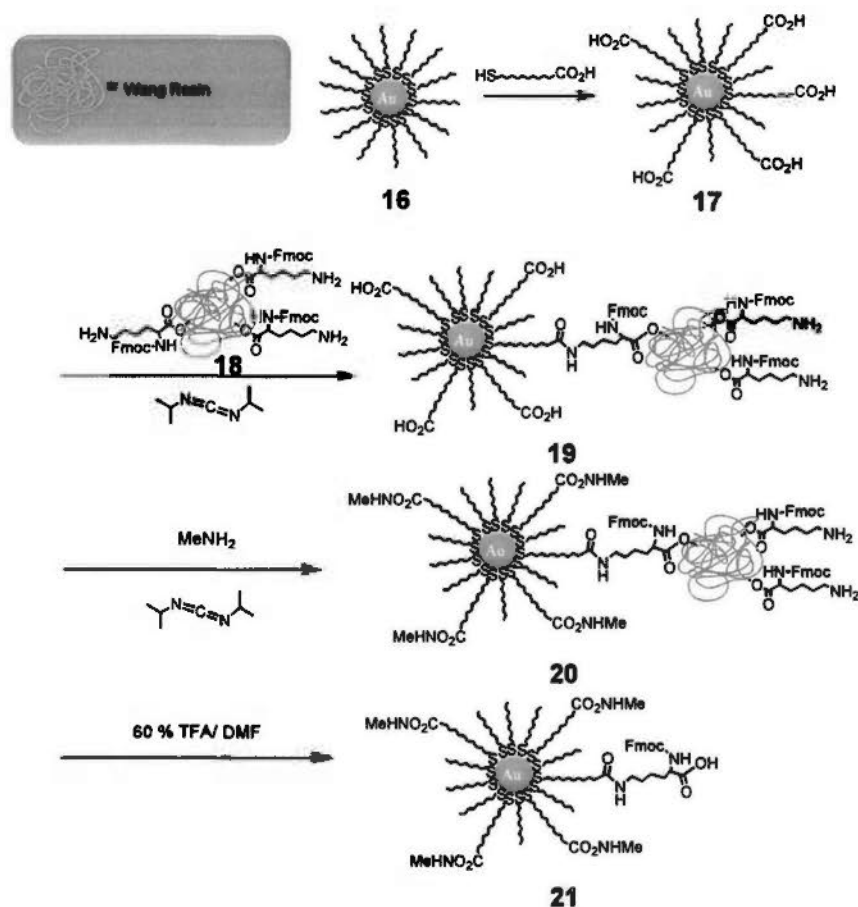 Wang Resin
HS CO₂H
Au
16
CO₂H
HO₂C
Au
CO₂H
HO₂C
CO₂H
17
HN-Fmoc
O
O
NH₂
H₂N
Fmoc-NH
HN-Fmoc
O
NH₂
18
N=C=N
HO₂C
CO₂H
Au
O
N
H
Fmoc
HN
O
O
HN-Fmoc
O
NH₂
HN-Fmoc
O
O
NH₂
HO₂C
CO₂H
19
MeNH₂
N=C=N
MeHNO₂C
CO₂NHMe
Au
O
N
H
Fmoc
NH
O
O
HN-Fmoc
O
O
NH₂
HN-Fmoc
O
O
NH₂
MeHNO₂C
CO₂NHMe
20
60 % TFA/ DMF
MeHNO₂C
CO₂NHMe
Au
O
N
H
Fmoc
NH
OH
O
MeHNO₂C
CO₂NHMe
21